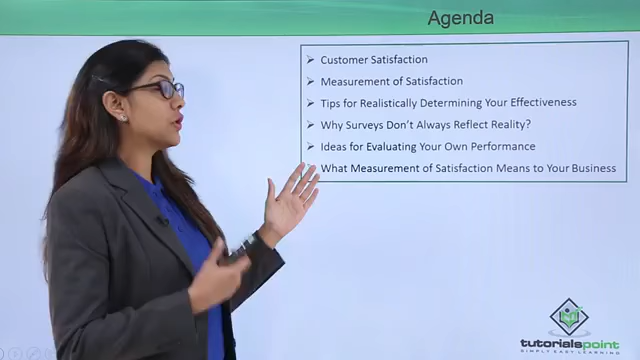 Agenda
Customer Satisfaction
Measurement of Satisfaction
Tips for Realistically Determining Your Effectiveness
Why Surveys Don't Always Reflect Reality?
Ideas for Evaluating Your Own Performance
What Measurement of Satisfaction Means to Your Business
tutorialspoint
SIMPLY EASY LEARNING